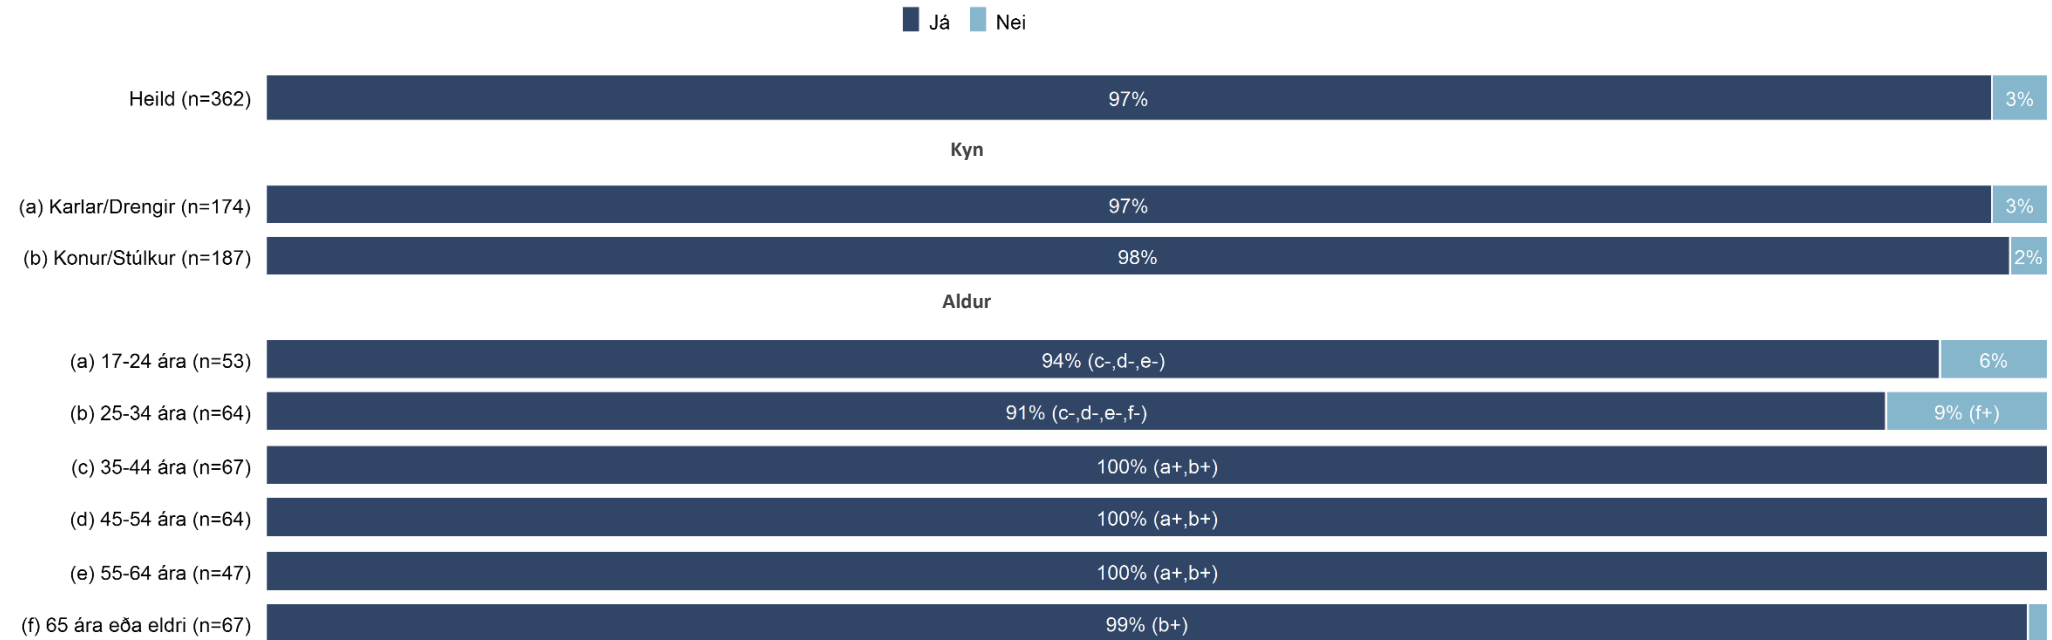 Já Nei
Heild (n=362) 97% 3%
Kyn
(a) Karlar/Drengir (n=174) 97% 3%
(b) Konur/Stúlkur (n=187) 98% 2%
Aldur
(a) 17-24 ára (n=53) 94% (c-,d-,e-) 6%
(b) 25-34 ára (n=64) 91% (c-,d-,e-,f-) 9% (f+)
(c) 35-44 ára (n=67) 100% (a+,b+)
(d) 45-54 ára (n=64) 100% (a+,b+)
(e) 55-64 ára (n=47) 100% (a+,b+)
(f) 65 ára eða eldri (n=67) 99% (b+)